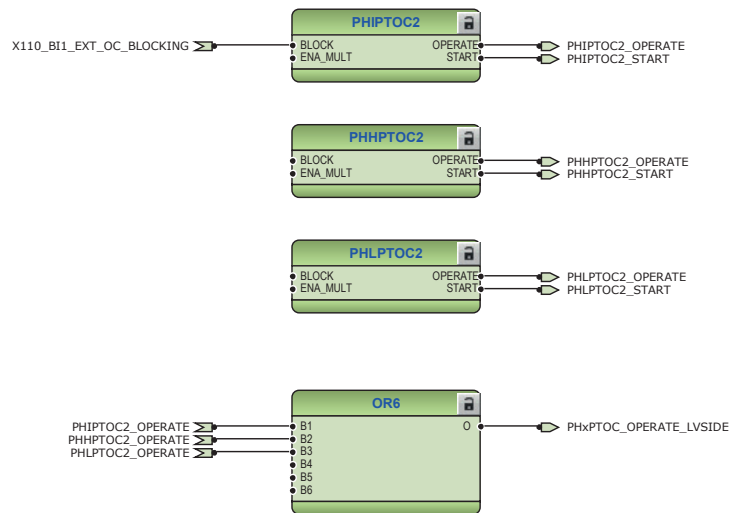 PHIPTOC2
X110_BI1_EXT_OC_BLOCKING
BLOCK
OPERATE
PHIPTOC2_OPERATE
ENA_MULT
START
PHIPTOC2_START
PHHPTOC2
BLOCK
OPERATE
PHHPTOC2_OPERATE
ENA_MULT
START
PHHPTOC2_START
PHLPTOC2
BLOCK
OPERATE
PHLPTOC2_OPERATE
ENA_MULT
START
PHLPTOC2_START
OR6
PHIPTOC2_OPERATE
B1
O
PHxPTOC_OPERATE_LVSIDE
PHHPTOC2_OPERATE
B2
PHLPTOC2_OPERATE
B3
B4
B5
B6